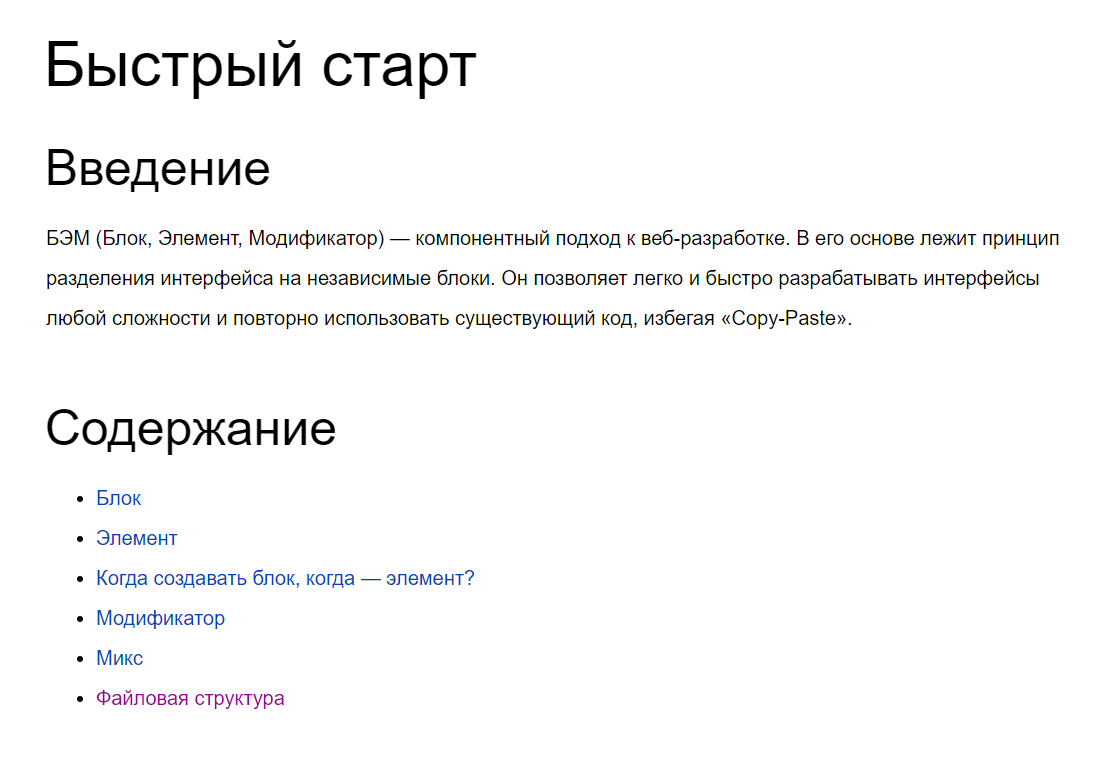 Быстрый старт
Введение
БЭМ (Блок, Элемент, Модификатор) — компонентный подход к веб-разработке. В его основе лежит принцип
разделения интерфейса на независимые блоки. Он позволяет легко и быстро разрабатывать интерфейсы
любой сложности и повторно использовать существующий код, избегая «Copy-Paste».
Содержание
• Блок
• Элемент
• Когда создавать блок, когда — элемент?
• Модификатор
• Микс
• Файловая структура